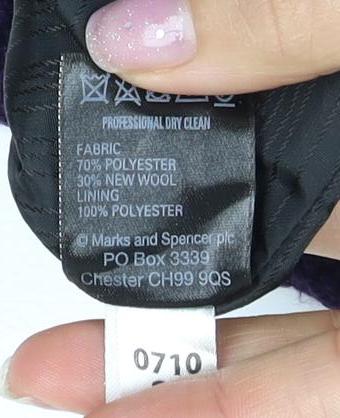 PROFESSIONAL DRY CLEAN
FABRIC
70% POLYESTER
30% NEW WOOL
LINING
100% POLYESTER
© Marks and Spencer plc
PO Box 3339
Chester CH99 9QS
0710